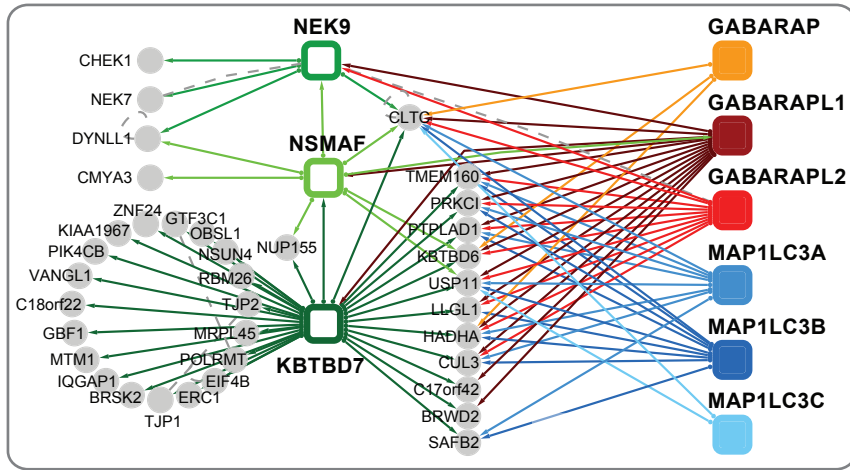 NEK9
GABARAP
CHEK1
NEK7
CLTC
GABARAPL1
DYNLL1
NSMAF
CMYA3
TMEM160
GABARAPL2
PRKCI
ZNF24
GTF3C1
KIAA1967
OBSL1
PTPLAD1
PIK4CB
NSUN4
NUP155
KBTBD6
MAP1LC3A
VANGL1
RBM26
USP11
C18orf22
TJP2
LLGL1
GBF1
MRPL45
HADHA
MAP1LC3B
MTM1
POLRMT
KBTBD7
CUL3
IQGAP1
EIF4B
C17orf42
BRSK2
ERC1
MAP1LC3C
TJP1
BRWD2
SAFB2